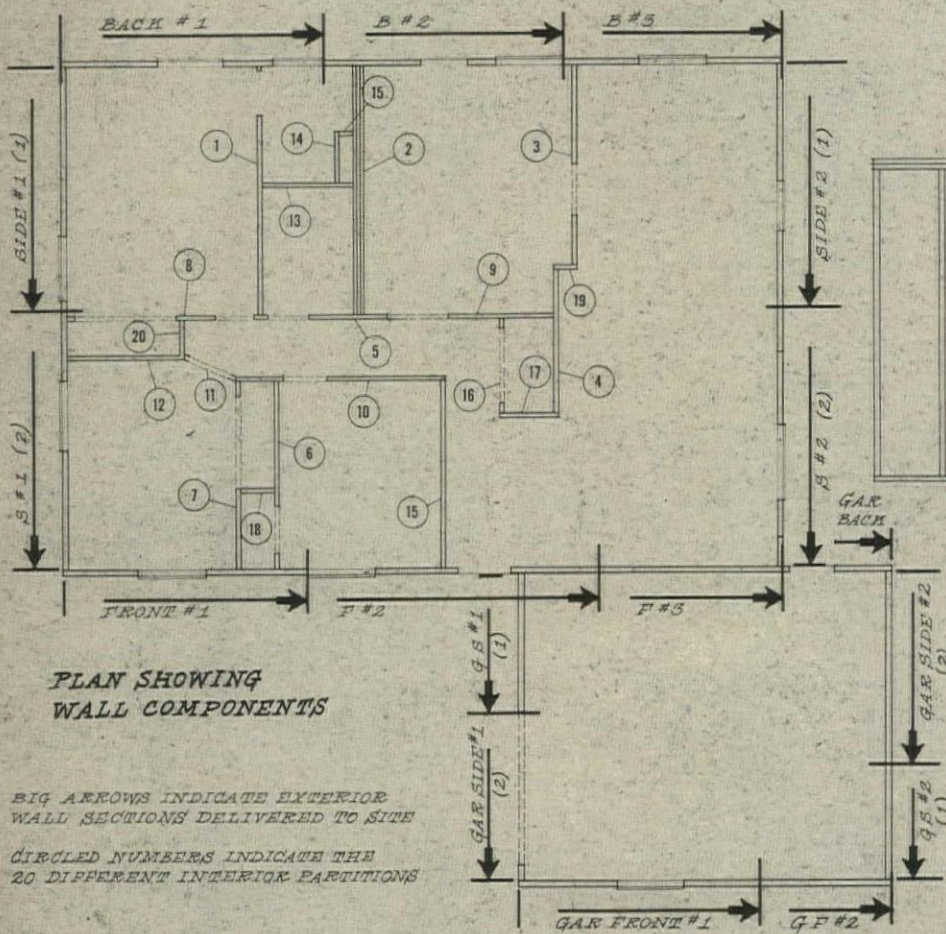 BACK #1
B #2
B #3
SIDE #1 (1)
SIDE #2 (1)
15
14
1
2
3
13
8
9
19
20
5
16
17
4
12
11
10
6
7
18
15
S #1 (2)
S #2 (2)
GAR
BACK
FRONT #1
F #2
F #3
G S #1
(1)
GAR SIDE #2
(2)
PLAN SHOWING
WALL COMPONENTS
GAR SIDE #1
(2)
G S #2
(1)
BIG ARROWS INDICATE EXTERIOR
WALL SECTIONS DELIVERED TO SITE
CIRCLED NUMBERS INDICATE THE
20 DIFFERENT INTERIOR PARTITIONS
GAR FRONT #1
G F #2